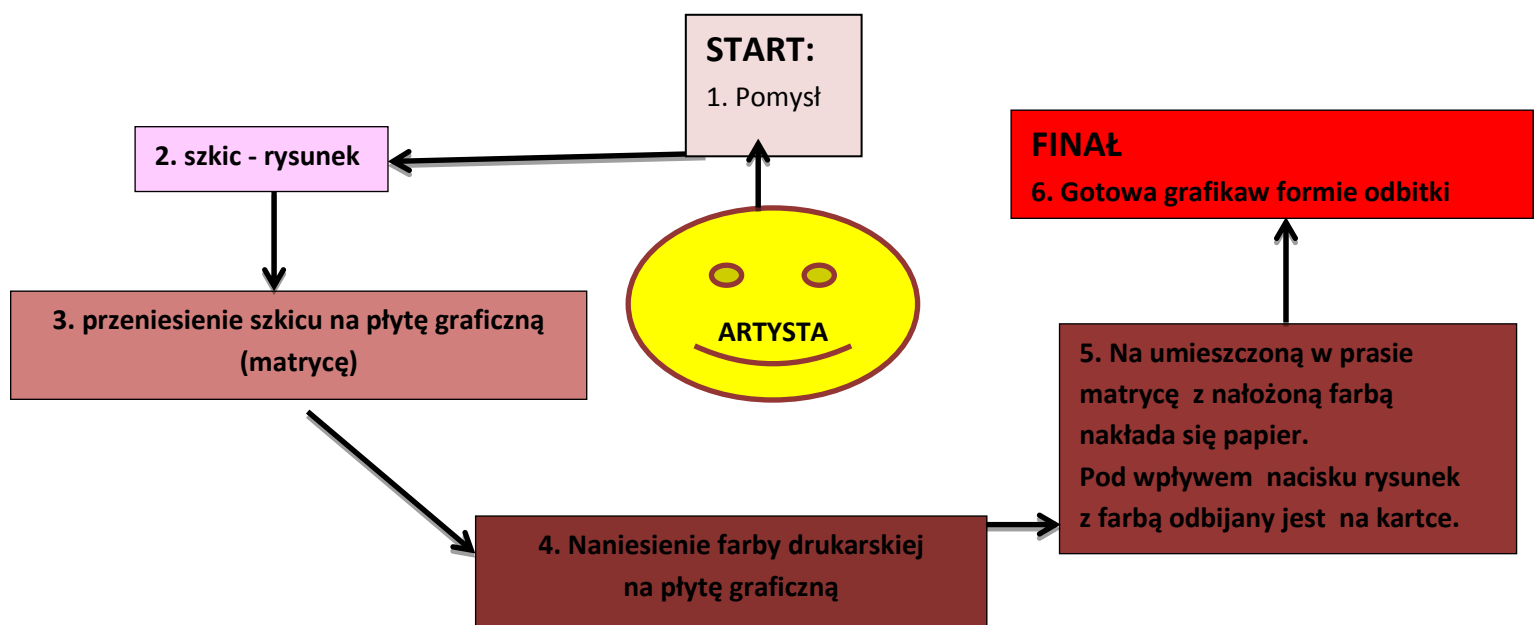 START:
1. Pomysł
2. szkic - rysunek
3. przeniesienie szkicu na płytę graficzną
(matrycę)
ARTYSTA
4. Naniesienie farby drukarskiej
na płytę graficzną
5. Na umieszczoną w prasie
matrycę z nałożoną farbą
nakłada się papier.
Pod wpływem nacisku rysunek
z farbą odbijany jest na kartce.
FINAŁ
6. Gotowa grafikaw formie odbitki